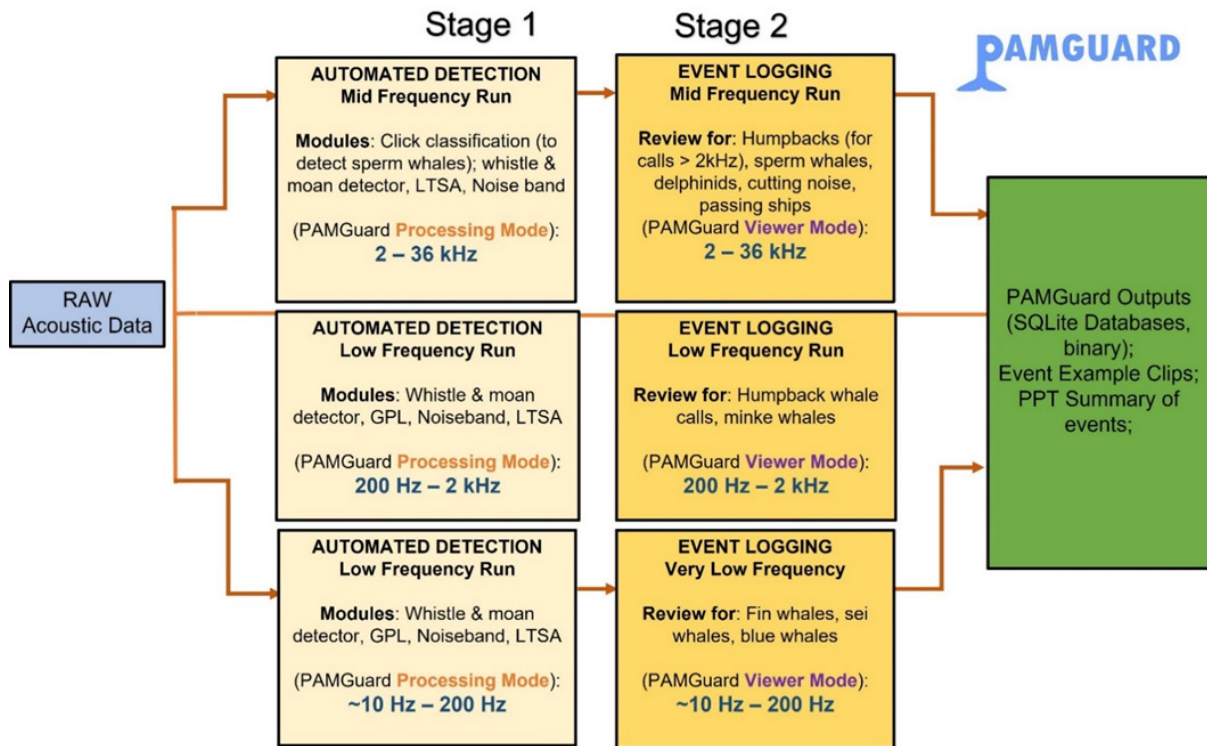 Stage 1
Stage 2
PAMGUARD
AUTOMATED DETECTION
Mid Frequency Run
Modules: Click classification (to
detect sperm whales); whistle &
moan detector, LTSA, Noise band
(PAMGuard Processing Mode):
2 – 36 kHz
EVENT LOGGING
Mid Frequency Run
Review for: Humpbacks (for
calls > 2kHz), sperm whales,
delphinids, cutting noise,
passing ships
(PAMGuard Viewer Mode):
2 – 36 kHz
RAW
Acoustic Data
AUTOMATED DETECTION
Low Frequency Run
Modules: Whistle & moan
detector, GPL, Noiseband, LTSA
(PAMGuard Processing Mode):
200 Hz – 2 kHz
EVENT LOGGING
Low Frequency Run
Review for: Humpback whale
calls, minke whales
(PAMGuard Viewer Mode):
200 Hz – 2 kHz
PAMGuard Outputs
(SQLite Databases,
binary);
Event Example Clips;
PPT Summary of
events;
AUTOMATED DETECTION
Low Frequency Run
Modules: Whistle & moan
detector, GPL, Noiseband, LTSA
(PAMGuard Processing Mode):
~10 Hz – 200 Hz
EVENT LOGGING
Very Low Frequency
Review for: Fin whales, sei
whales, blue whales
(PAMGuard Viewer Mode):
~10 Hz – 200 Hz